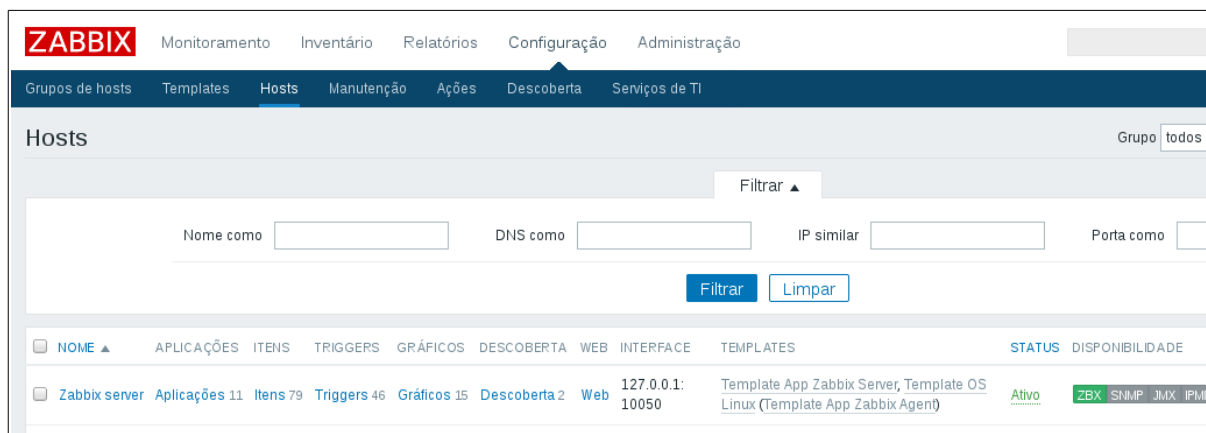 ZABBIX Monitoramento Inventário Relatórios Configuração Administração
Grupos de hosts Templates Hosts Manutenção Ações Descoberta Serviços de TI
Hosts Grupo todos
Filtrar ▲
Nome como DNS como IP similar Porta como
Filtrar Limpar
NOME ▲ APLICAÇÕES ITENS TRIGGERS GRÁFICOS DESCOBERTA WEB INTERFACE TEMPLATES STATUS DISPONIBILIDADE
Zabbix server Aplicações 11 Itens 79 Triggers 46 Gráficos 15 Descoberta 2 Web 127.0.0.1: 10050 Template App Zabbix Server, Template OS Linux (Template App Zabbix Agent) Ativo ZBX SNMP JMX IPMI